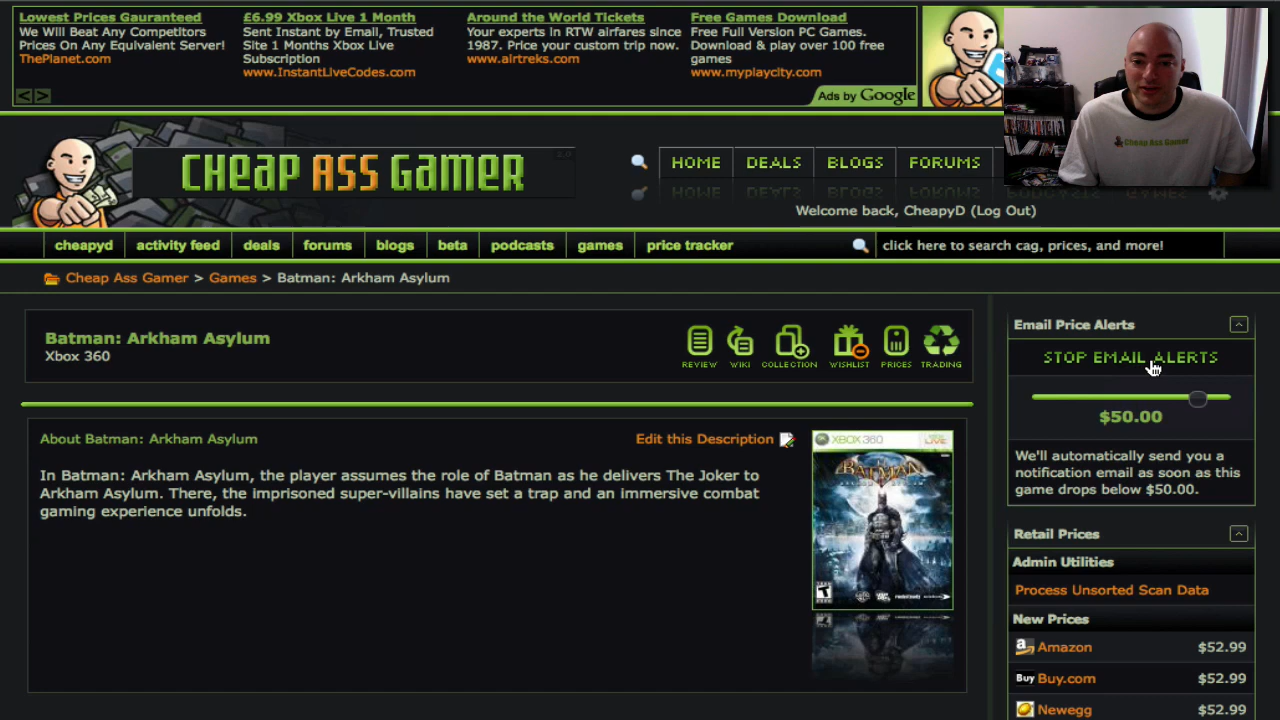 Lowest Prices Gauranteed
We Will Beat Any Competitors
Prices On Any Equivalent Server!
ThePlanet.com
£6.99 Xbox Live 1 Month
Sent Instant by Email, Trusted
Site 1 Months Xbox Live
Subscription
www.InstantLiveCodes.com
Around the World Tickets
Your experts in RTW airfares since
1987. Price your custom trip now.
www.airtreks.com
Free Games Download
Free Full Version PC Games.
Download & play over 100 free
games
www.myplaycity.com
Ads by Google
Cheap Ass Gamer
CHEAP ASS GAMER
HOME DEALS BLOGS FORUMS
Welcome back, CheapyD (Log Out)
cheapyd activity feed deals forums blogs beta podcasts games price tracker click here to search cag, prices, and more!
Cheap Ass Gamer > Games > Batman: Arkham Asylum
Batman: Arkham Asylum
Xbox 360
REVIEW WIKI COLLECTION WISHLIST PRICES TRADING
About Batman: Arkham Asylum
Edit this Description
In Batman: Arkham Asylum, the player assumes the role of Batman as he delivers The Joker to
Arkham Asylum. There, the imprisoned super-villains have set a trap and an immersive combat
gaming experience unfolds.
XBOX 360 LIVE
BATMAN
Email Price Alerts
STOP EMAIL ALERTS
$50.00
We'll automatically send you a
notification email as soon as this
game drops below $50.00.
Retail Prices
Admin Utilities
Process Unsorted Scan Data
New Prices
Amazon $52.99
Buy Buy.com $52.99
Newegg $52.99